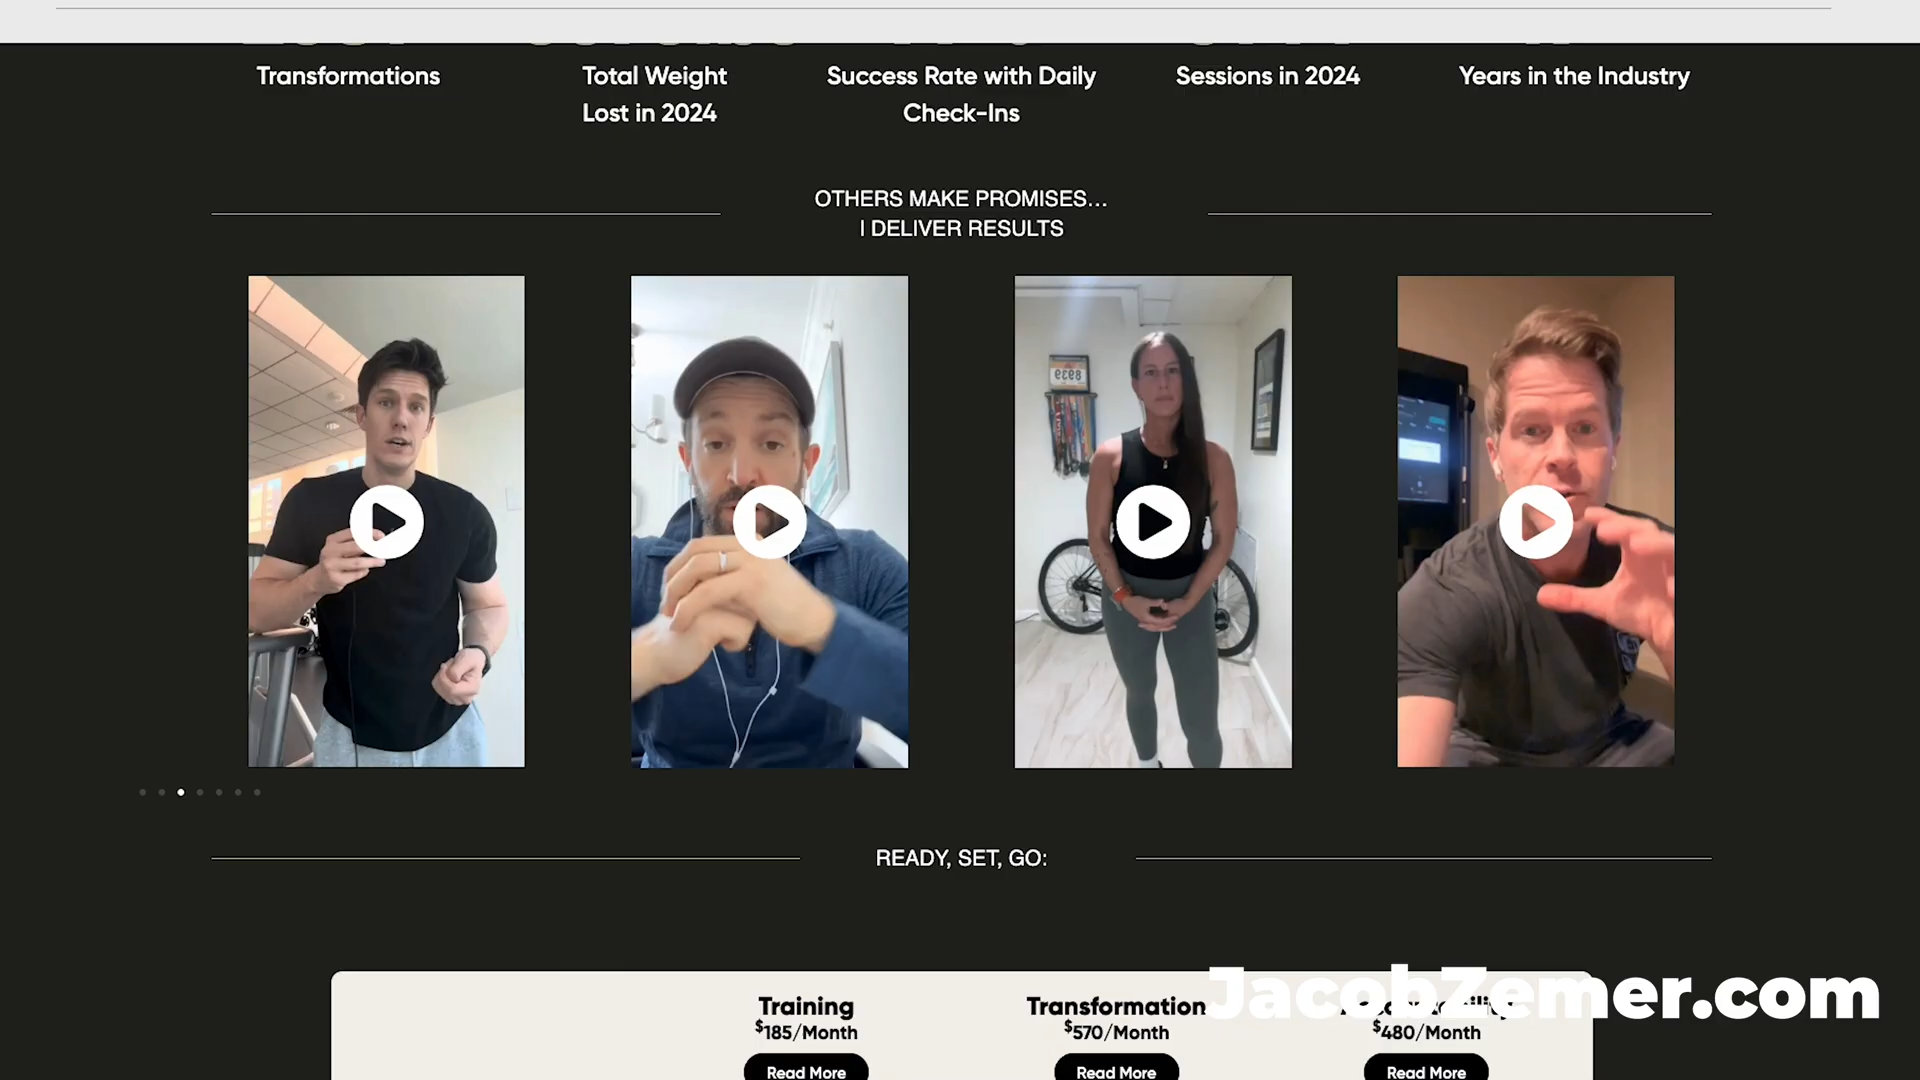 Transformations
Total Weight
Lost in 2024
Success Rate with Daily
Check-Ins
Sessions in 2024
Years in the Industry
OTHERS MAKE PROMISES...
I DELIVER RESULTS
READY, SET, GO:
Training
$185/Month
Read More
Transformation
$570/Month
Read More
$480/Month
Read More
JacobZemer.com